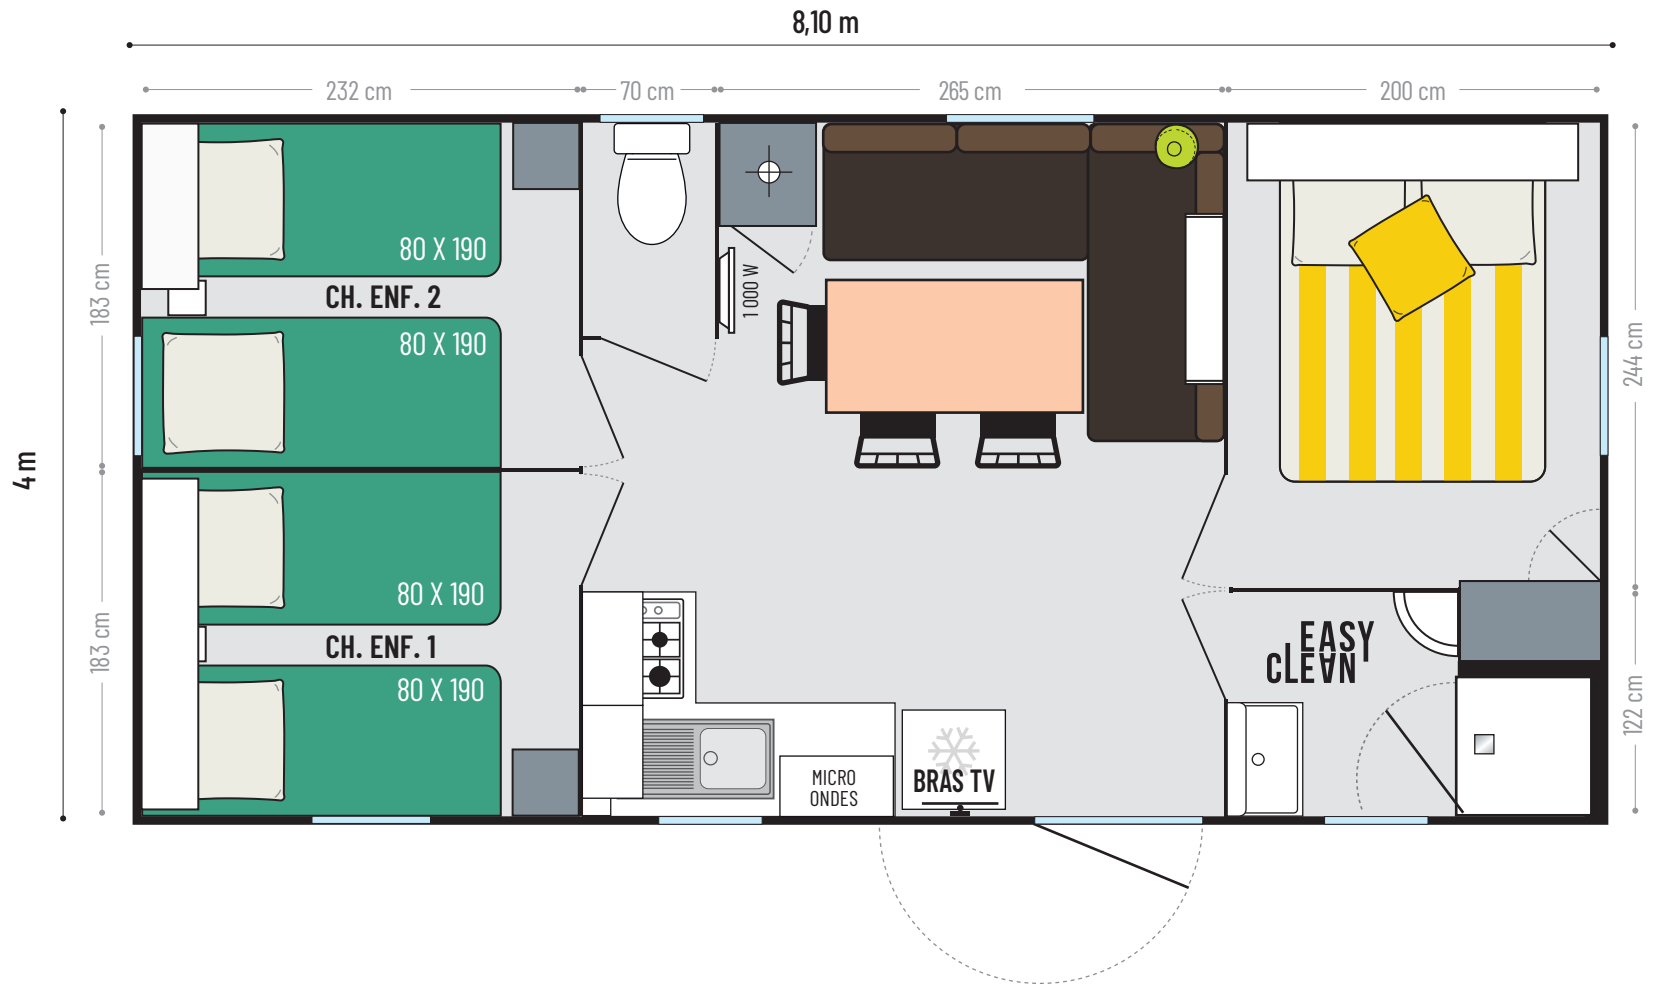 8,10 m
232 cm
70 cm
265 cm
200 cm
4 m
183 cm
183 cm
244 cm
122 cm
80 X 190
CH. ENF. 2
80 X 190
80 X 190
CH. ENF. 1
80 X 190
1 000 W
MICRO
ONDES
BRAS TV
EASY
CLEAN